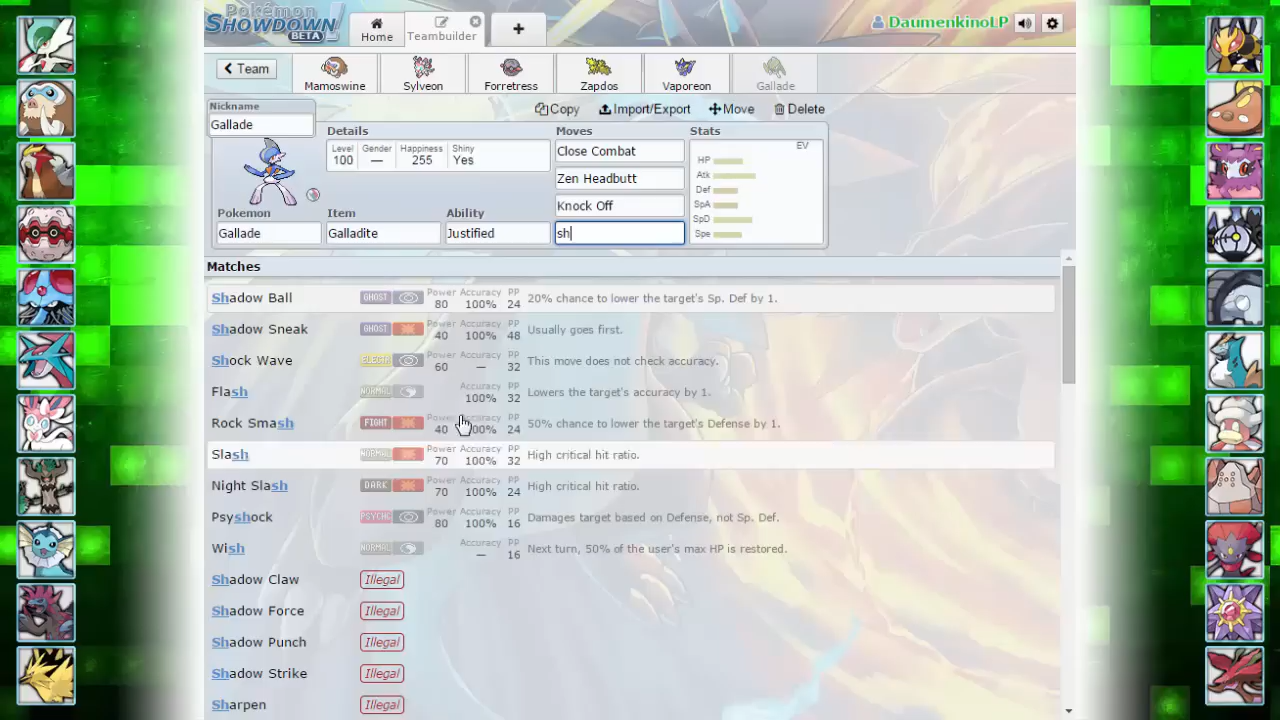 Pokémon
SHOWDOWN
BETA
Home
Teambuilder
+
DaumenkinoLP
Team
Mamoswine
Sylveon
Forretress
Zapdos
Vaporeon
Gallade
Nickname
Gallade
Copy
Import/Export
Move
Delete
Details
Level
100
Gender
—
Happiness
255
Shiny
Yes
Moves
Close Combat
Zen Headbutt
Knock Off
sh
Stats
EV
HP
Atk
Def
SpA
SpD
Spe
Pokemon
Gallade
Item
Galladite
Ability
Justified
Matches
Shadow Ball GHOST Power 80 Accuracy 100% PP 24 20% chance to lower the target's Sp. Def by 1.
Shadow Sneak GHOST Power 40 Accuracy 100% PP 48 Usually goes first.
Shock Wave ELECTR Power 60 Accuracy — PP 32 This move does not check accuracy.
Flash NORMAL Accuracy 100% PP 32 Lowers the target's accuracy by 1.
Rock Smash FIGHT Power 40 Accuracy 100% PP 24 50% chance to lower the target's Defense by 1.
Slash NORMAL Power 70 Accuracy 100% PP 32 High critical hit ratio.
Night Slash DARK Power 70 Accuracy 100% PP 24 High critical hit ratio.
Psyshock PSYCHC Power 80 Accuracy 100% PP 16 Damages target based on Defense, not Sp. Def.
Wish NORMAL Accuracy — PP 16 Next turn, 50% of the user's max HP is restored.
Shadow Claw Illegal
Shadow Force Illegal
Shadow Punch Illegal
Shadow Strike Illegal
Sharpen Illegal